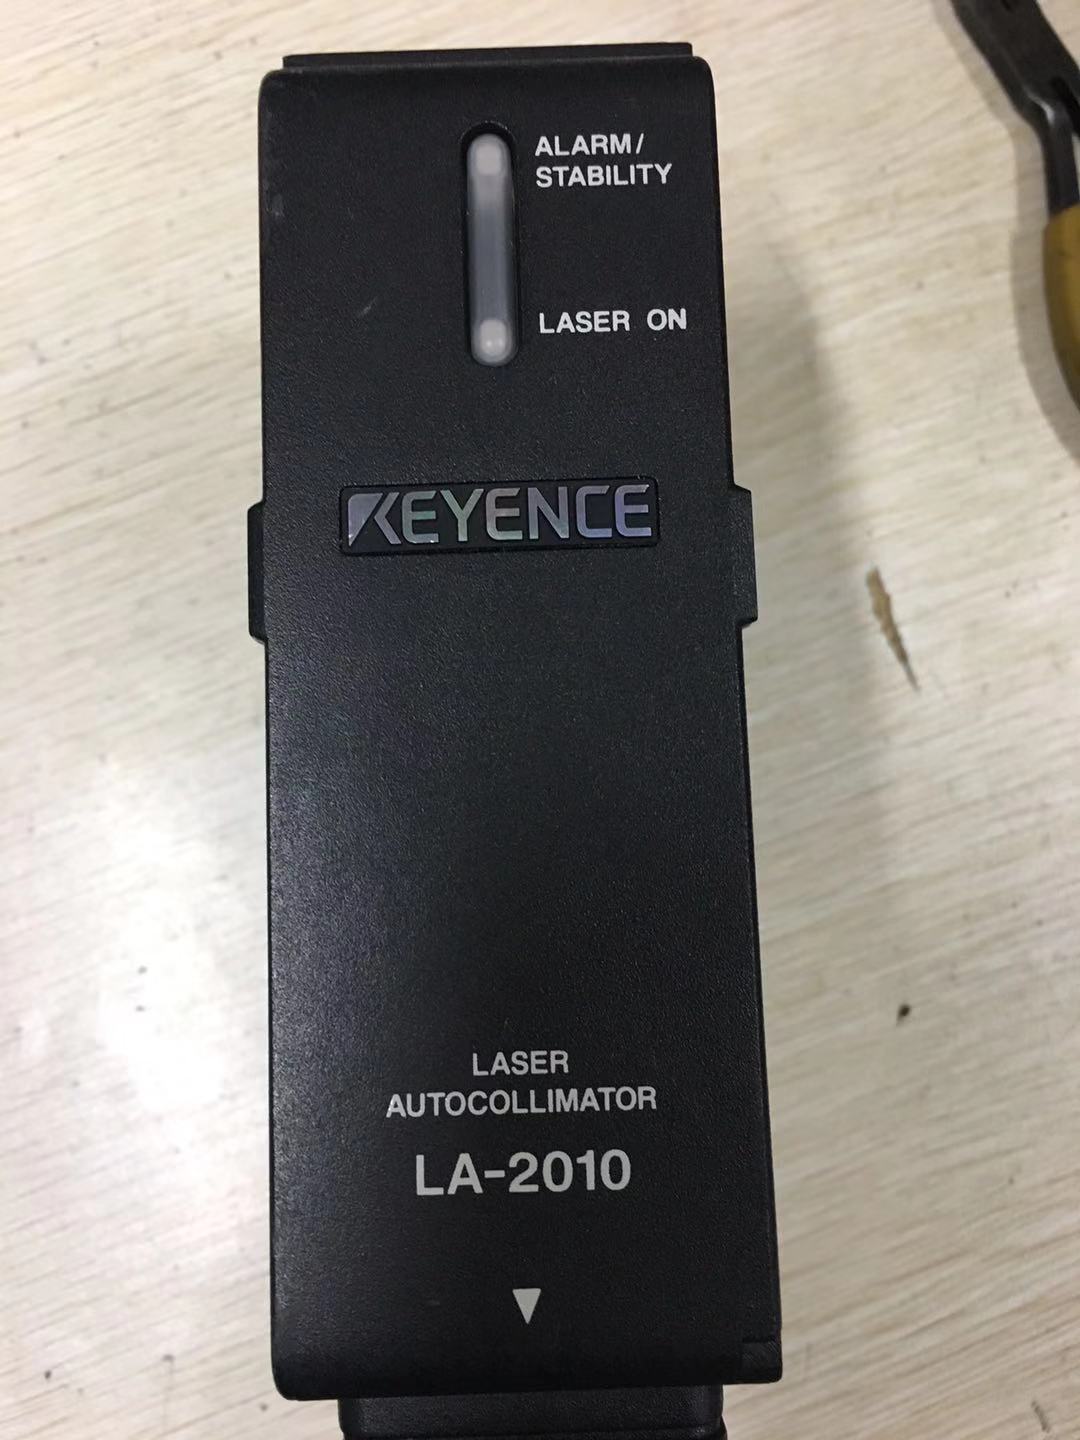 ALARM/
STABILITY
LASER ON
KEYENCE
LASER
AUTOCOLLIMATOR
LA-2010